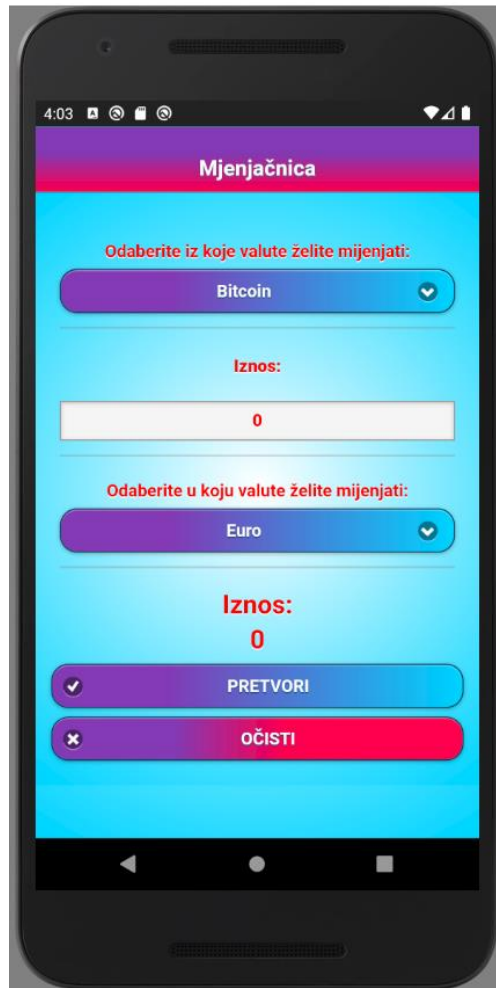 4:03
Mjenjačnica
Odaberite iz koje valute želite mijenjati:
Bitcoin
Iznos:
0
Odaberite u koju valute želite mijenjati:
Euro
Iznos:
0
PRETVORI
OČISTI